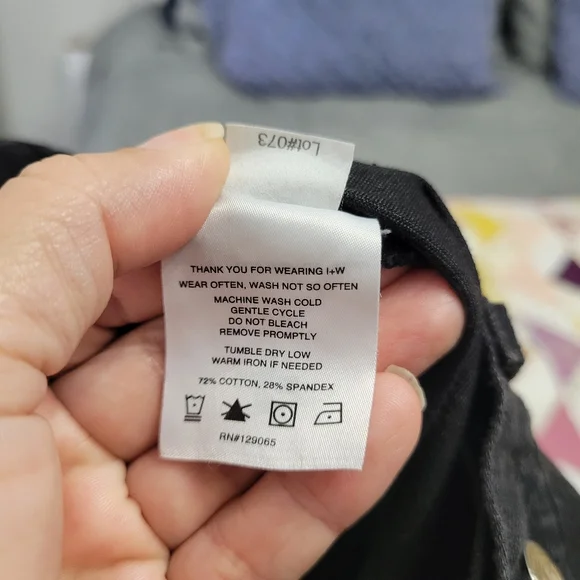 Lot#073
THANK YOU FOR WEARING I+W
WEAR OFTEN, WASH NOT SO OFTEN
MACHINE WASH COLD
GENTLE CYCLE
DO NOT BLEACH
REMOVE PROMPTLY
TUMBLE DRY LOW
WARM IRON IF NEEDED
72% COTTON, 28% SPANDEX
RN#129065